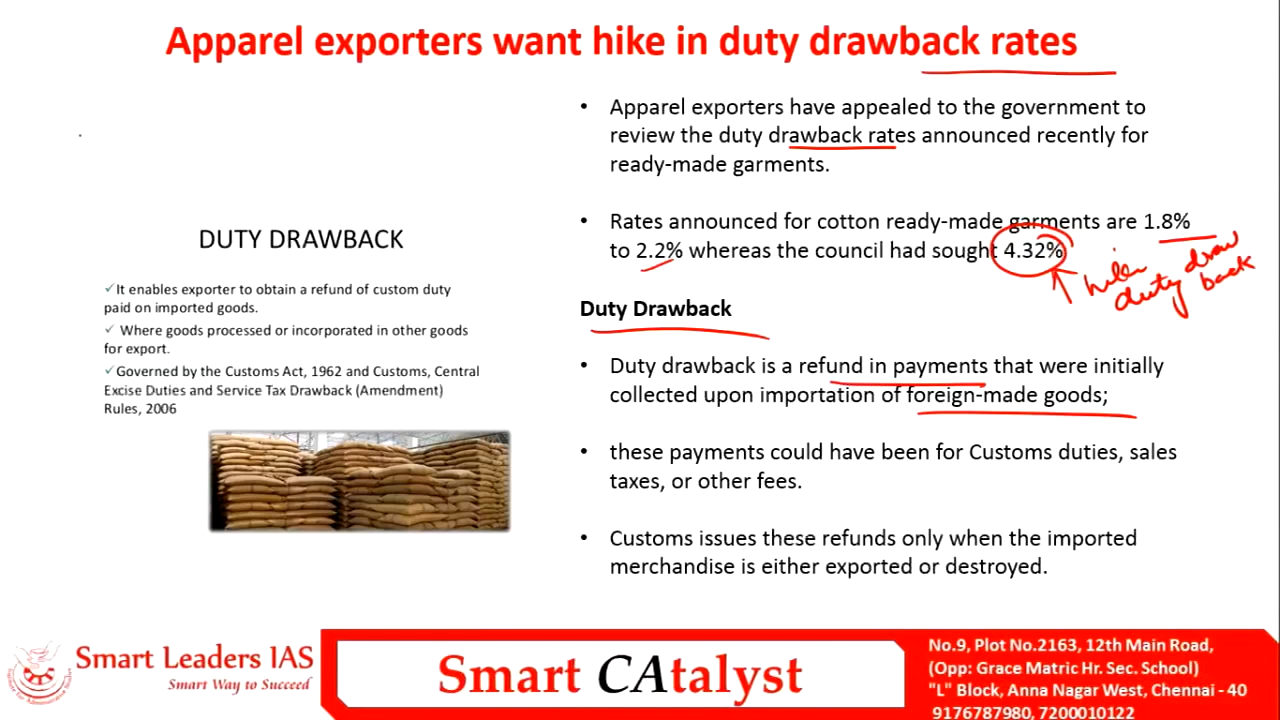 Apparel exporters want hike in duty drawback rates
• Apparel exporters have appealed to the government to
review the duty drawback rates announced recently for
ready-made garments.
• Rates announced for cotton ready-made garments are 1.8%
to 2.2% whereas the council had sought 4.32%
duty draw
back
Duty Drawback
• Duty drawback is a refund in payments that were initially
collected upon importation of foreign-made goods;
• these payments could have been for Customs duties, sales
taxes, or other fees.
• Customs issues these refunds only when the imported
merchandise is either exported or destroyed.
DUTY DRAWBACK
✓It enables exporter to obtain a refund of custom duty
paid on imported goods.
✓ Where goods processed or incorporated in other goods
for export.
✓Governed by the Customs Act, 1962 and Customs, Central
Excise Duties and Service Tax Drawback (Amendment)
Rules, 2006
Smart Leaders IAS
Smart Way to Succeed
Smart CAtalyst
No.9, Plot No.2163, 12th Main Road,
(Opp: Grace Matric Hr. Sec. School)
"L" Block, Anna Nagar West, Chennai - 40
9176787980, 7200010122